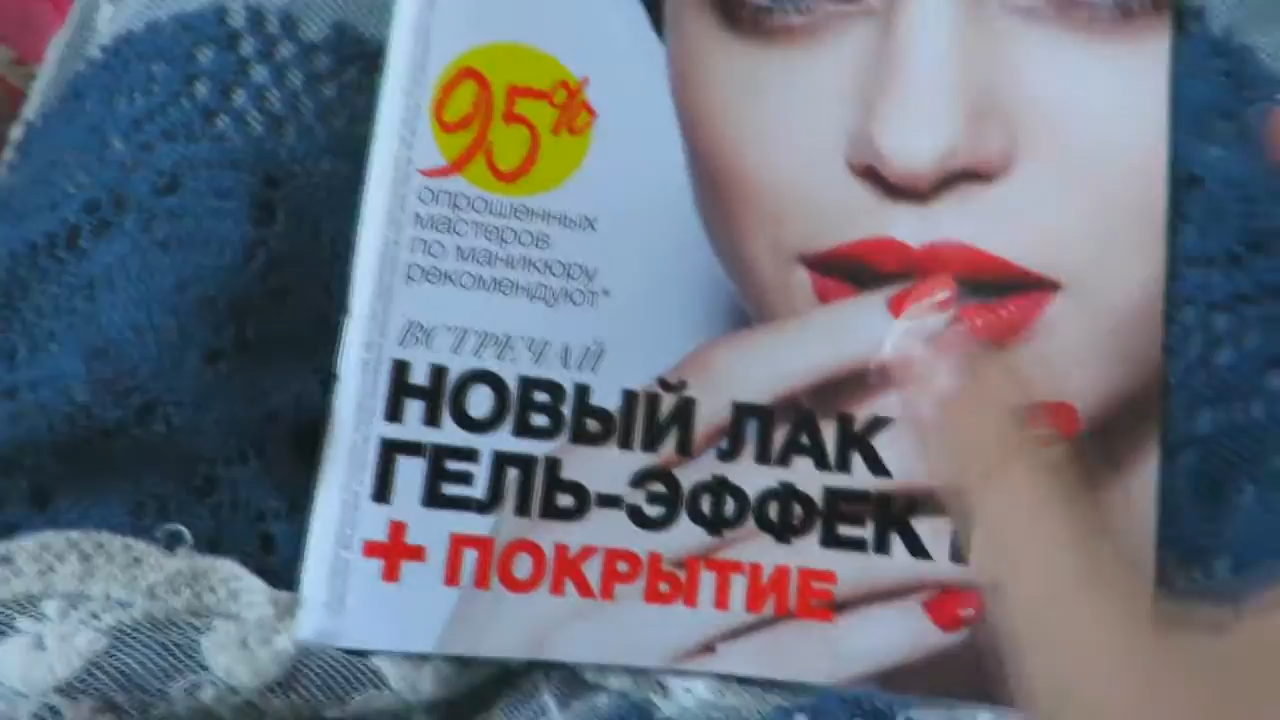 95%
опрошенных
мастеров
по маникюру
рекомендуют*
ВСТРЕЧАЙ
НОВЫЙ ЛАК
ГЕЛЬ-ЭФФЕКТ
+ ПОКРЫТИЕ